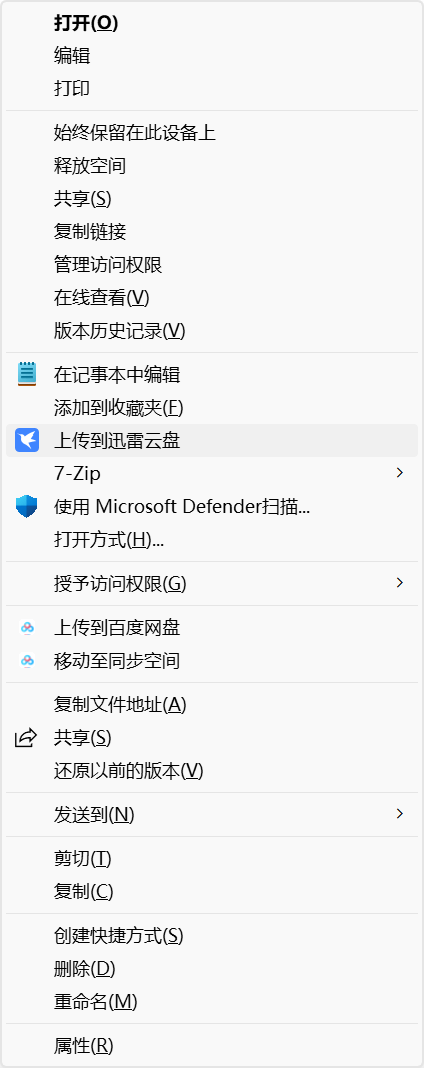 打开(O)
编辑
打印
始终保留在此设备上
释放空间
共享(S)
复制链接
管理访问权限
在线查看(V)
版本历史记录(V)
在记事本中编辑
添加到收藏夹(F)
上传到迅雷云盘
7-Zip
使用 Microsoft Defender扫描...
打开方式(H)...
授予访问权限(G)
上传到百度网盘
移动至同步空间
复制文件地址(A)
共享(S)
还原以前的版本(V)
发送到(N)
剪切(T)
复制(C)
创建快捷方式(S)
删除(D)
重命名(M)
属性(R)